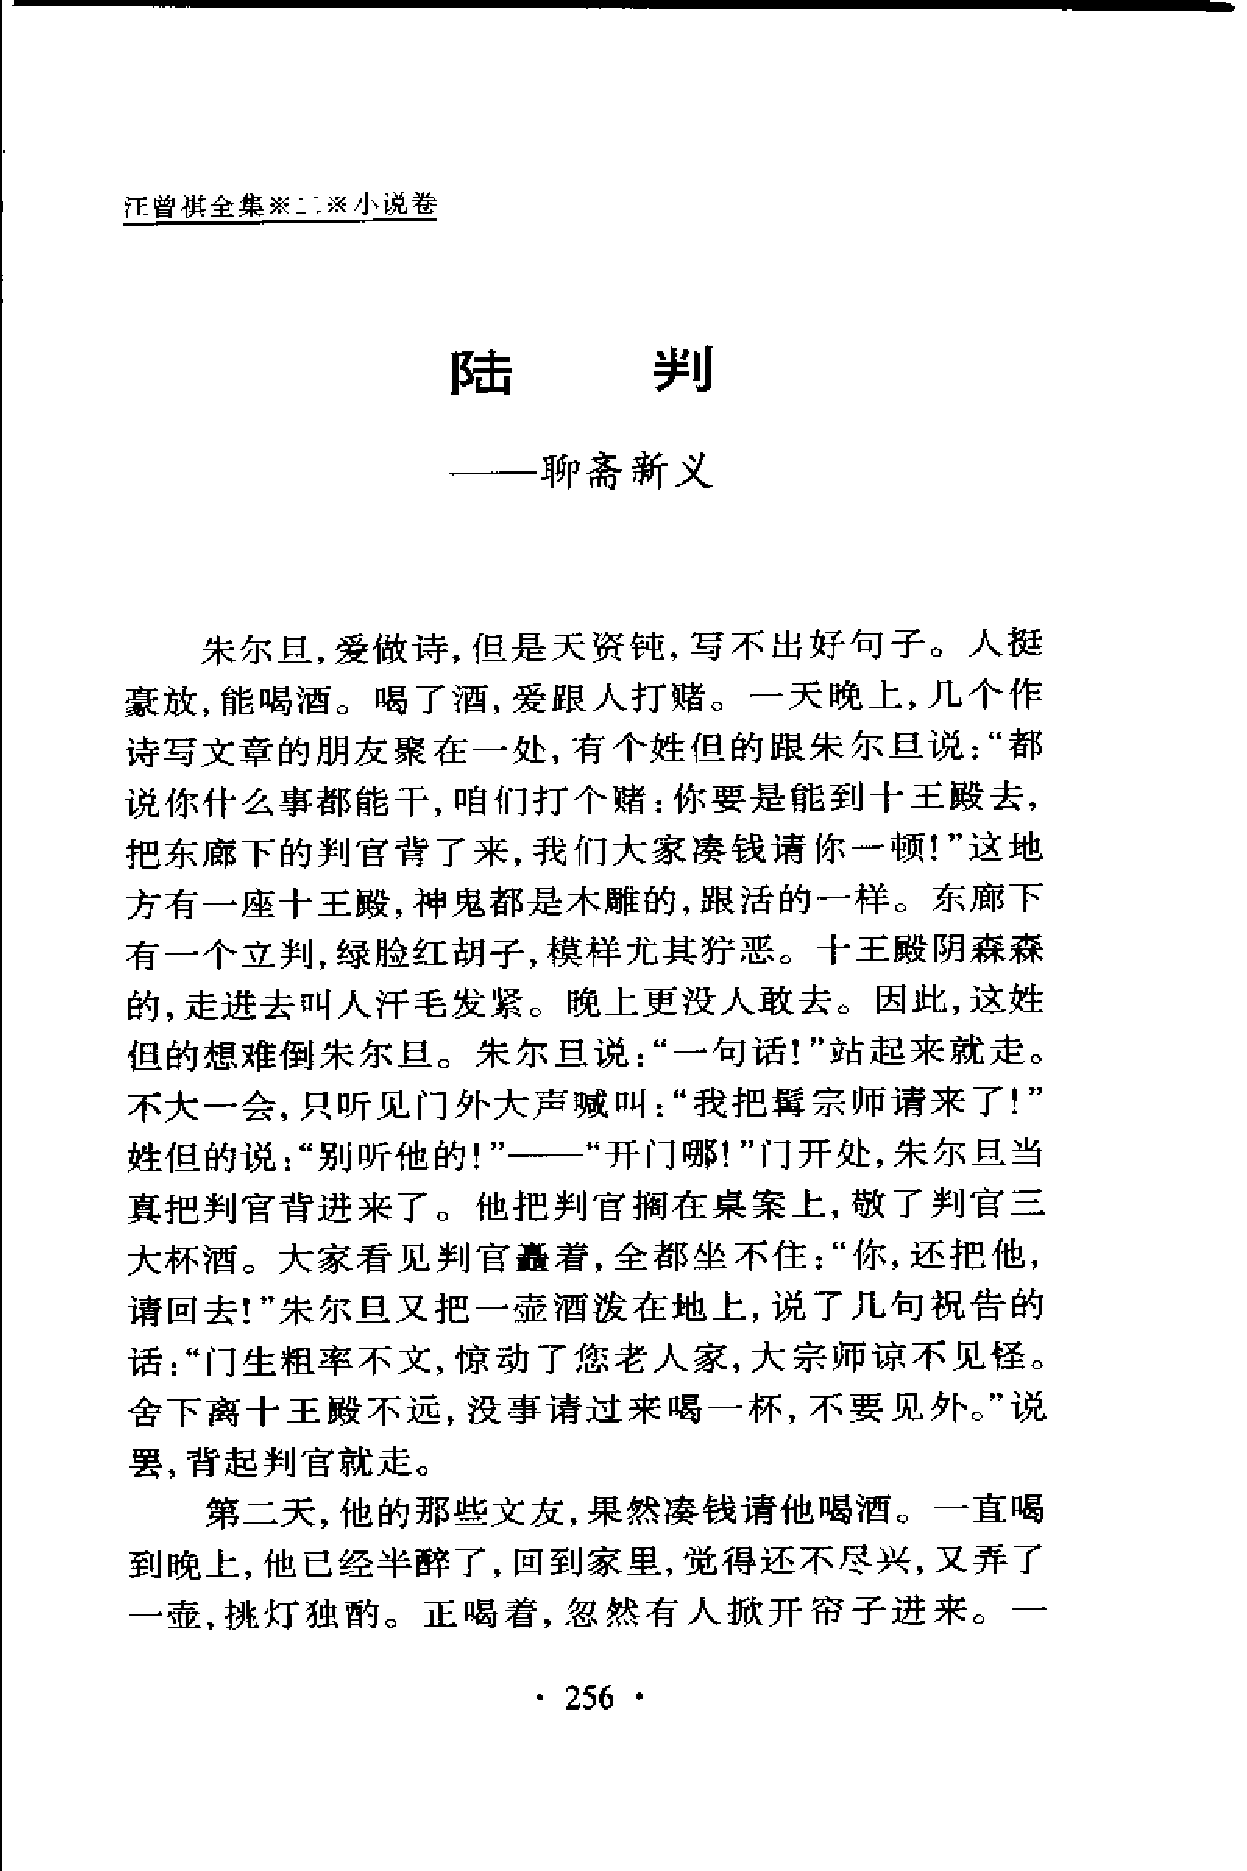 汪曾祺全集※二※小说卷
陆 判
——聊斋新义
朱尔旦,爱做诗,但是天资钝,写不出好句子。人挺
豪放,能喝酒。喝了酒,爱跟人打赌。一天晚上,几个作
诗写文章的朋友聚在一处,有个姓但的跟朱尔旦说:“都
说你什么事都能干,咱们打个赌:你要是能到十王殿去,
把东廊下的判官背了来,我们大家凑钱请你一顿!”这地
方有一座十王殿,神鬼都是木雕的,跟活的一样。东廊下
有一个立判,绿脸红胡子,模样尤其狞恶。十王殿阴森森
的,走进去叫人汗毛发紧。晚上更没人敢去。因此,这姓
但的想难倒朱尔旦。朱尔旦说:“一句话!”站起来就走。
不大一会,只听见门外大声喊叫:“我把髯宗师请来了!”
姓但的说:“别听他的!”——“开门哪!”门开处,朱尔旦当
真把判官背进来了。他把判官搁在桌案上,敬了判官三
大杯酒。大家看见判官矗着,全都坐不住:“你,还把他,
请回去!”朱尔旦又把一壶酒泼在地上,说了几句祝告的
话:“门生粗率不文,惊动了您老人家,大宗师谅不见怪。
舍下离十王殿不远,没事请过来喝一杯,不要见外。”说
罢,背起判官就走。
第二天,他的那些文友,果然凑钱请他喝酒。一直喝
到晚上,他已经半醉了,回到家里,觉得还不尽兴,又弄了
一壶,挑灯独酌。正喝着,忽然有人掀开帘子进来。一
· 256 ·